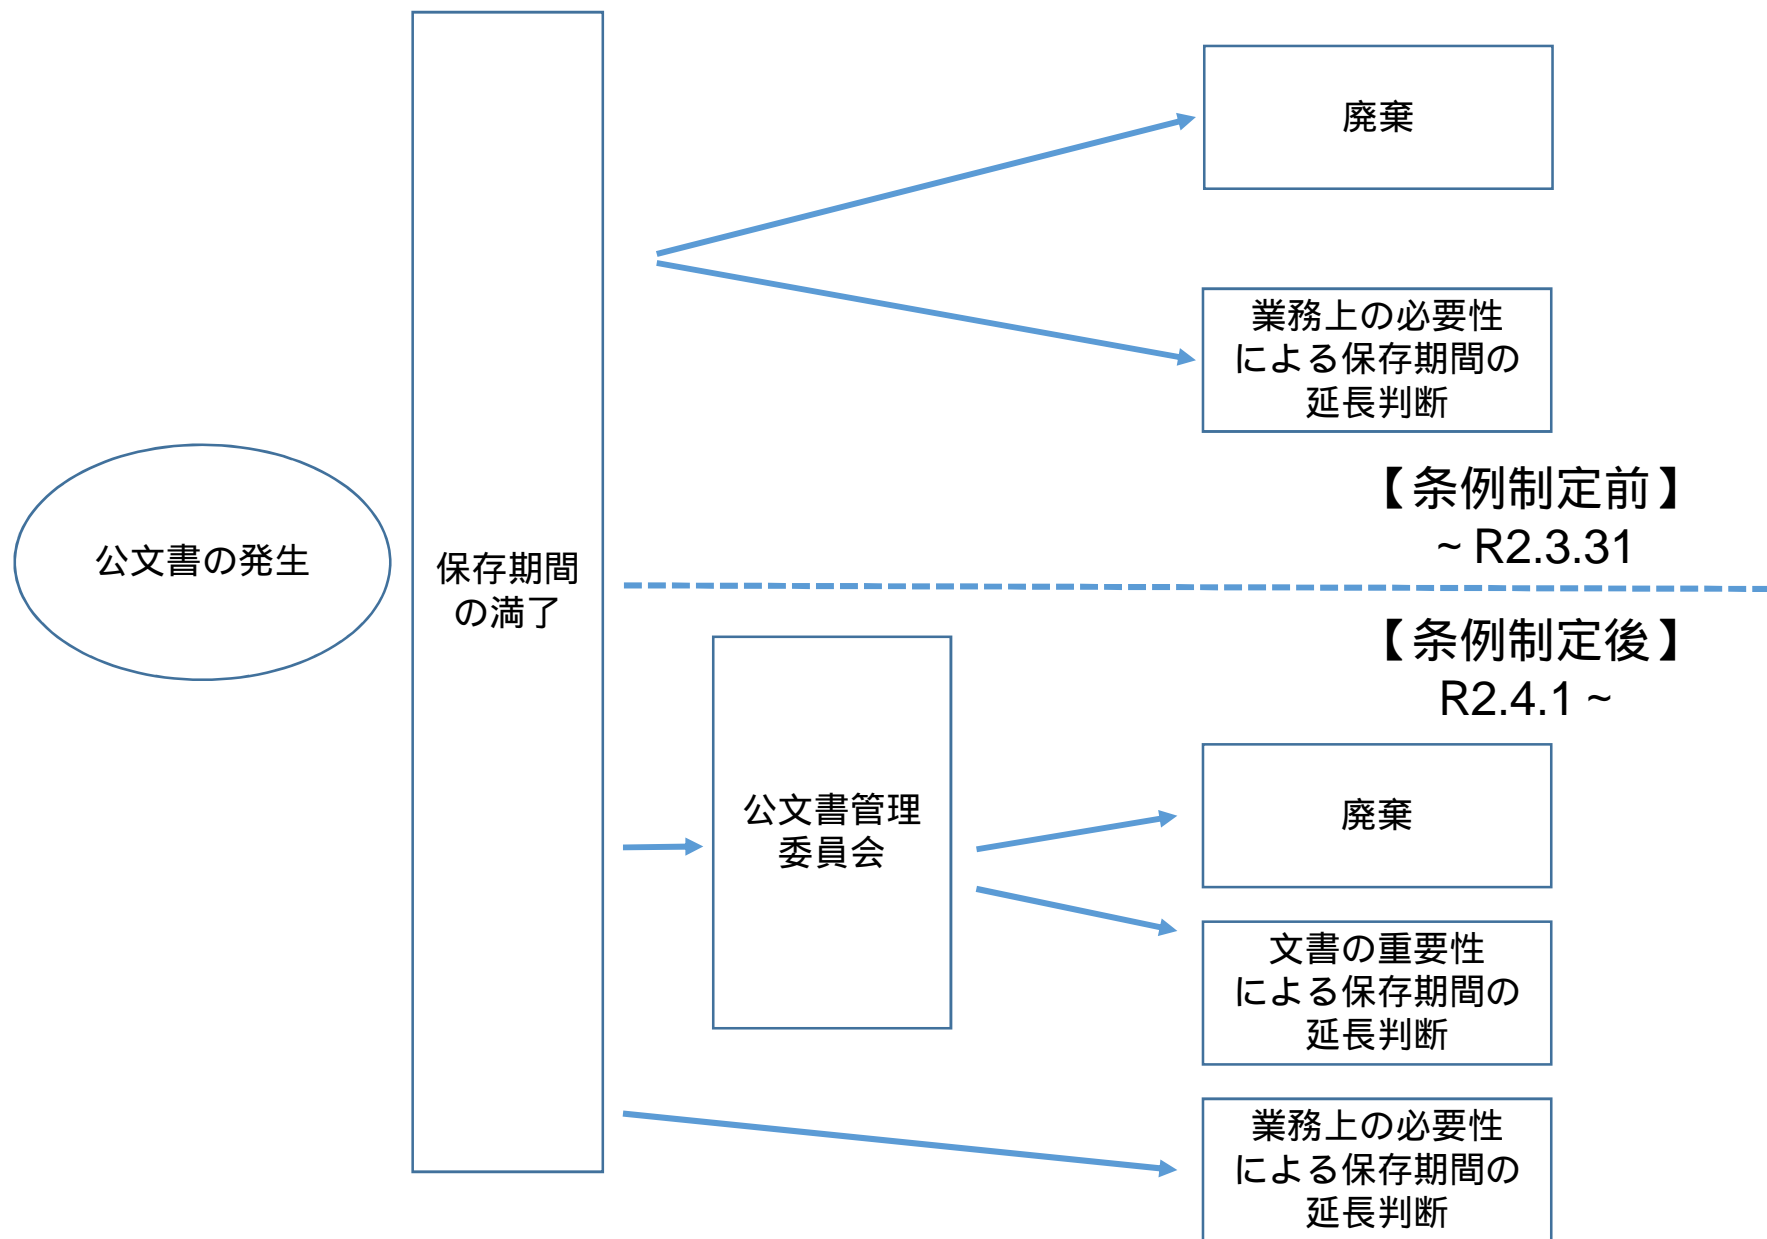 公文書の発生
保存期間
の満了
廃棄
業務上の必要性
による保存期間の
延長判断
【条例制定前】
~ R2.3.31
【条例制定後】
R2.4.1 ~
公文書管理
委員会
廃棄
文書の重要性
による保存期間の
延長判断
業務上の必要性
による保存期間の
延長判断